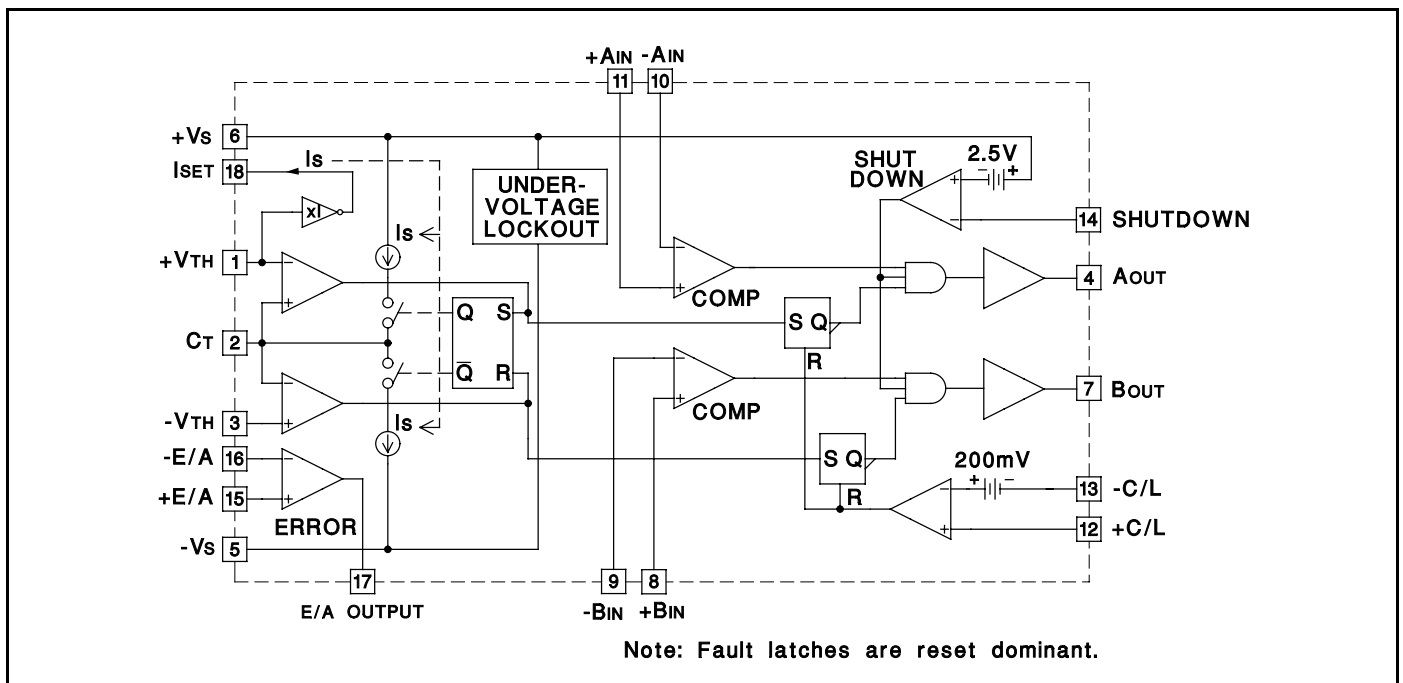 +AIN -AIN
11 10
+Vs 6
ISET 18
Is
xI
UNDER-
VOLTAGE
LOCKOUT
SHUT
DOWN
2.5V
- +
+
-
14 SHUTDOWN
+VTH 1
-
+
Is
-
+
COMP
4 AOUT
Q S
S Q
R
CT 2
Q̅ R
-
+
-
+
COMP
7 BOUT
-VTH 3
Is
-E/A 16
-
+
+E/A 15
ERROR
S Q
R
200mV
+ -
-
+
13 -C/L
12 +C/L
-Vs 5
17
E/A OUTPUT
9 8
-BIN +BIN
Note: Fault latches are reset dominant.